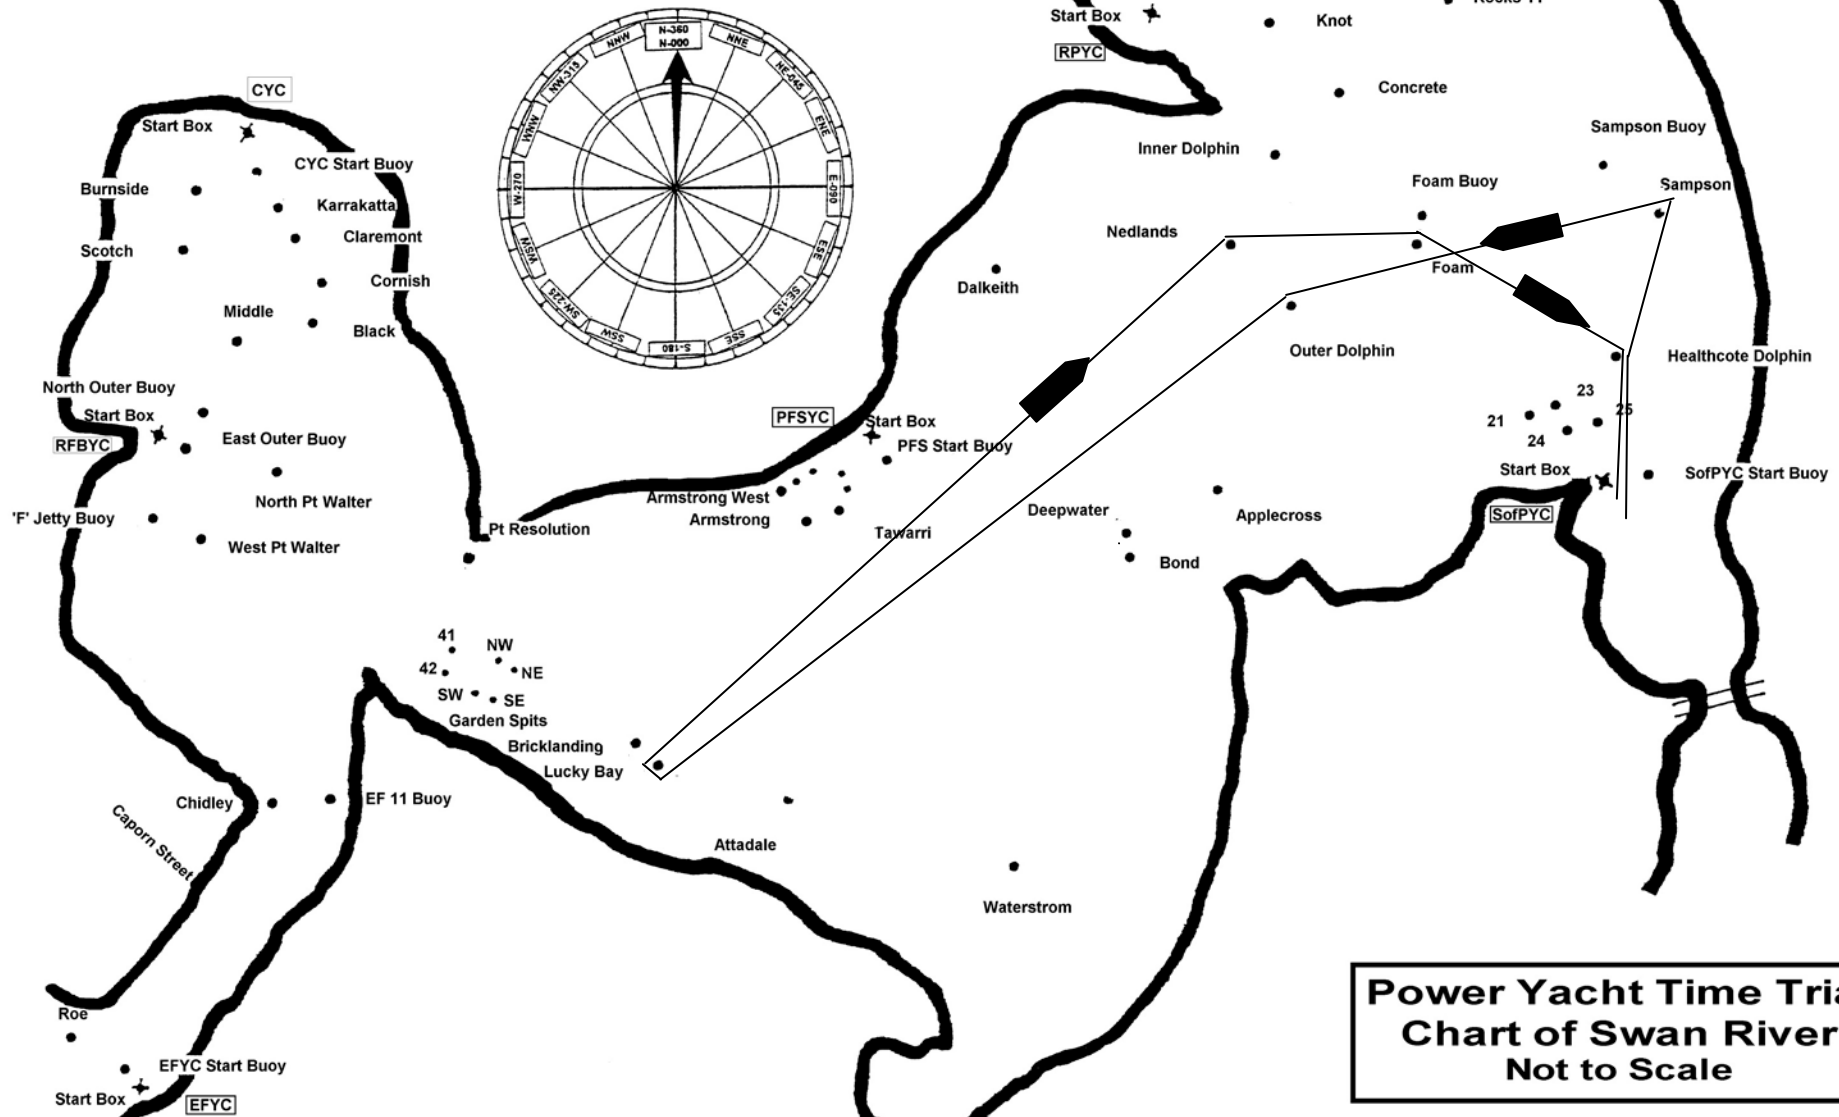 Start Box
Knot
RPYC
Concrete
CYC
Start Box
CYC Start Buoy
Burnside
Karrakatta
Claremont
Scotch
Cornish
Middle
Black
North Outer Buoy
Start Box
East Outer Buoy
RFBYC
North Pt Walter
'F' Jetty Buoy
West Pt Walter
N-360
N-000
NNE
NE-045
ENE
E-090
ESE
SE-135
SSE
S-180
SSW
SW-225
WSW
W-270
WNW
NW-315
NNW
Inner Dolphin
Sampson Buoy
Foam Buoy
Sampson
Nedlands
Foam
Dalkeith
Outer Dolphin
Healthcote Dolphin
23
25
21
24
Start Box
SofPYC Start Buoy
SofPYC
PFSYC
Start Box
PFS Start Buoy
Armstrong West
Armstrong
Tawarri
Pt Resolution
Deepwater
Applecross
Bond
41
NW
42
NE
SW
SE
Garden Spits
Bricklanding
Lucky Bay
Chidley
EF 11 Buoy
Caporn Street
Attadale
Waterstrom
Roe
EFYC Start Buoy
Start Box
EFYC
Power Yacht Time Tria
Chart of Swan River
Not to Scale